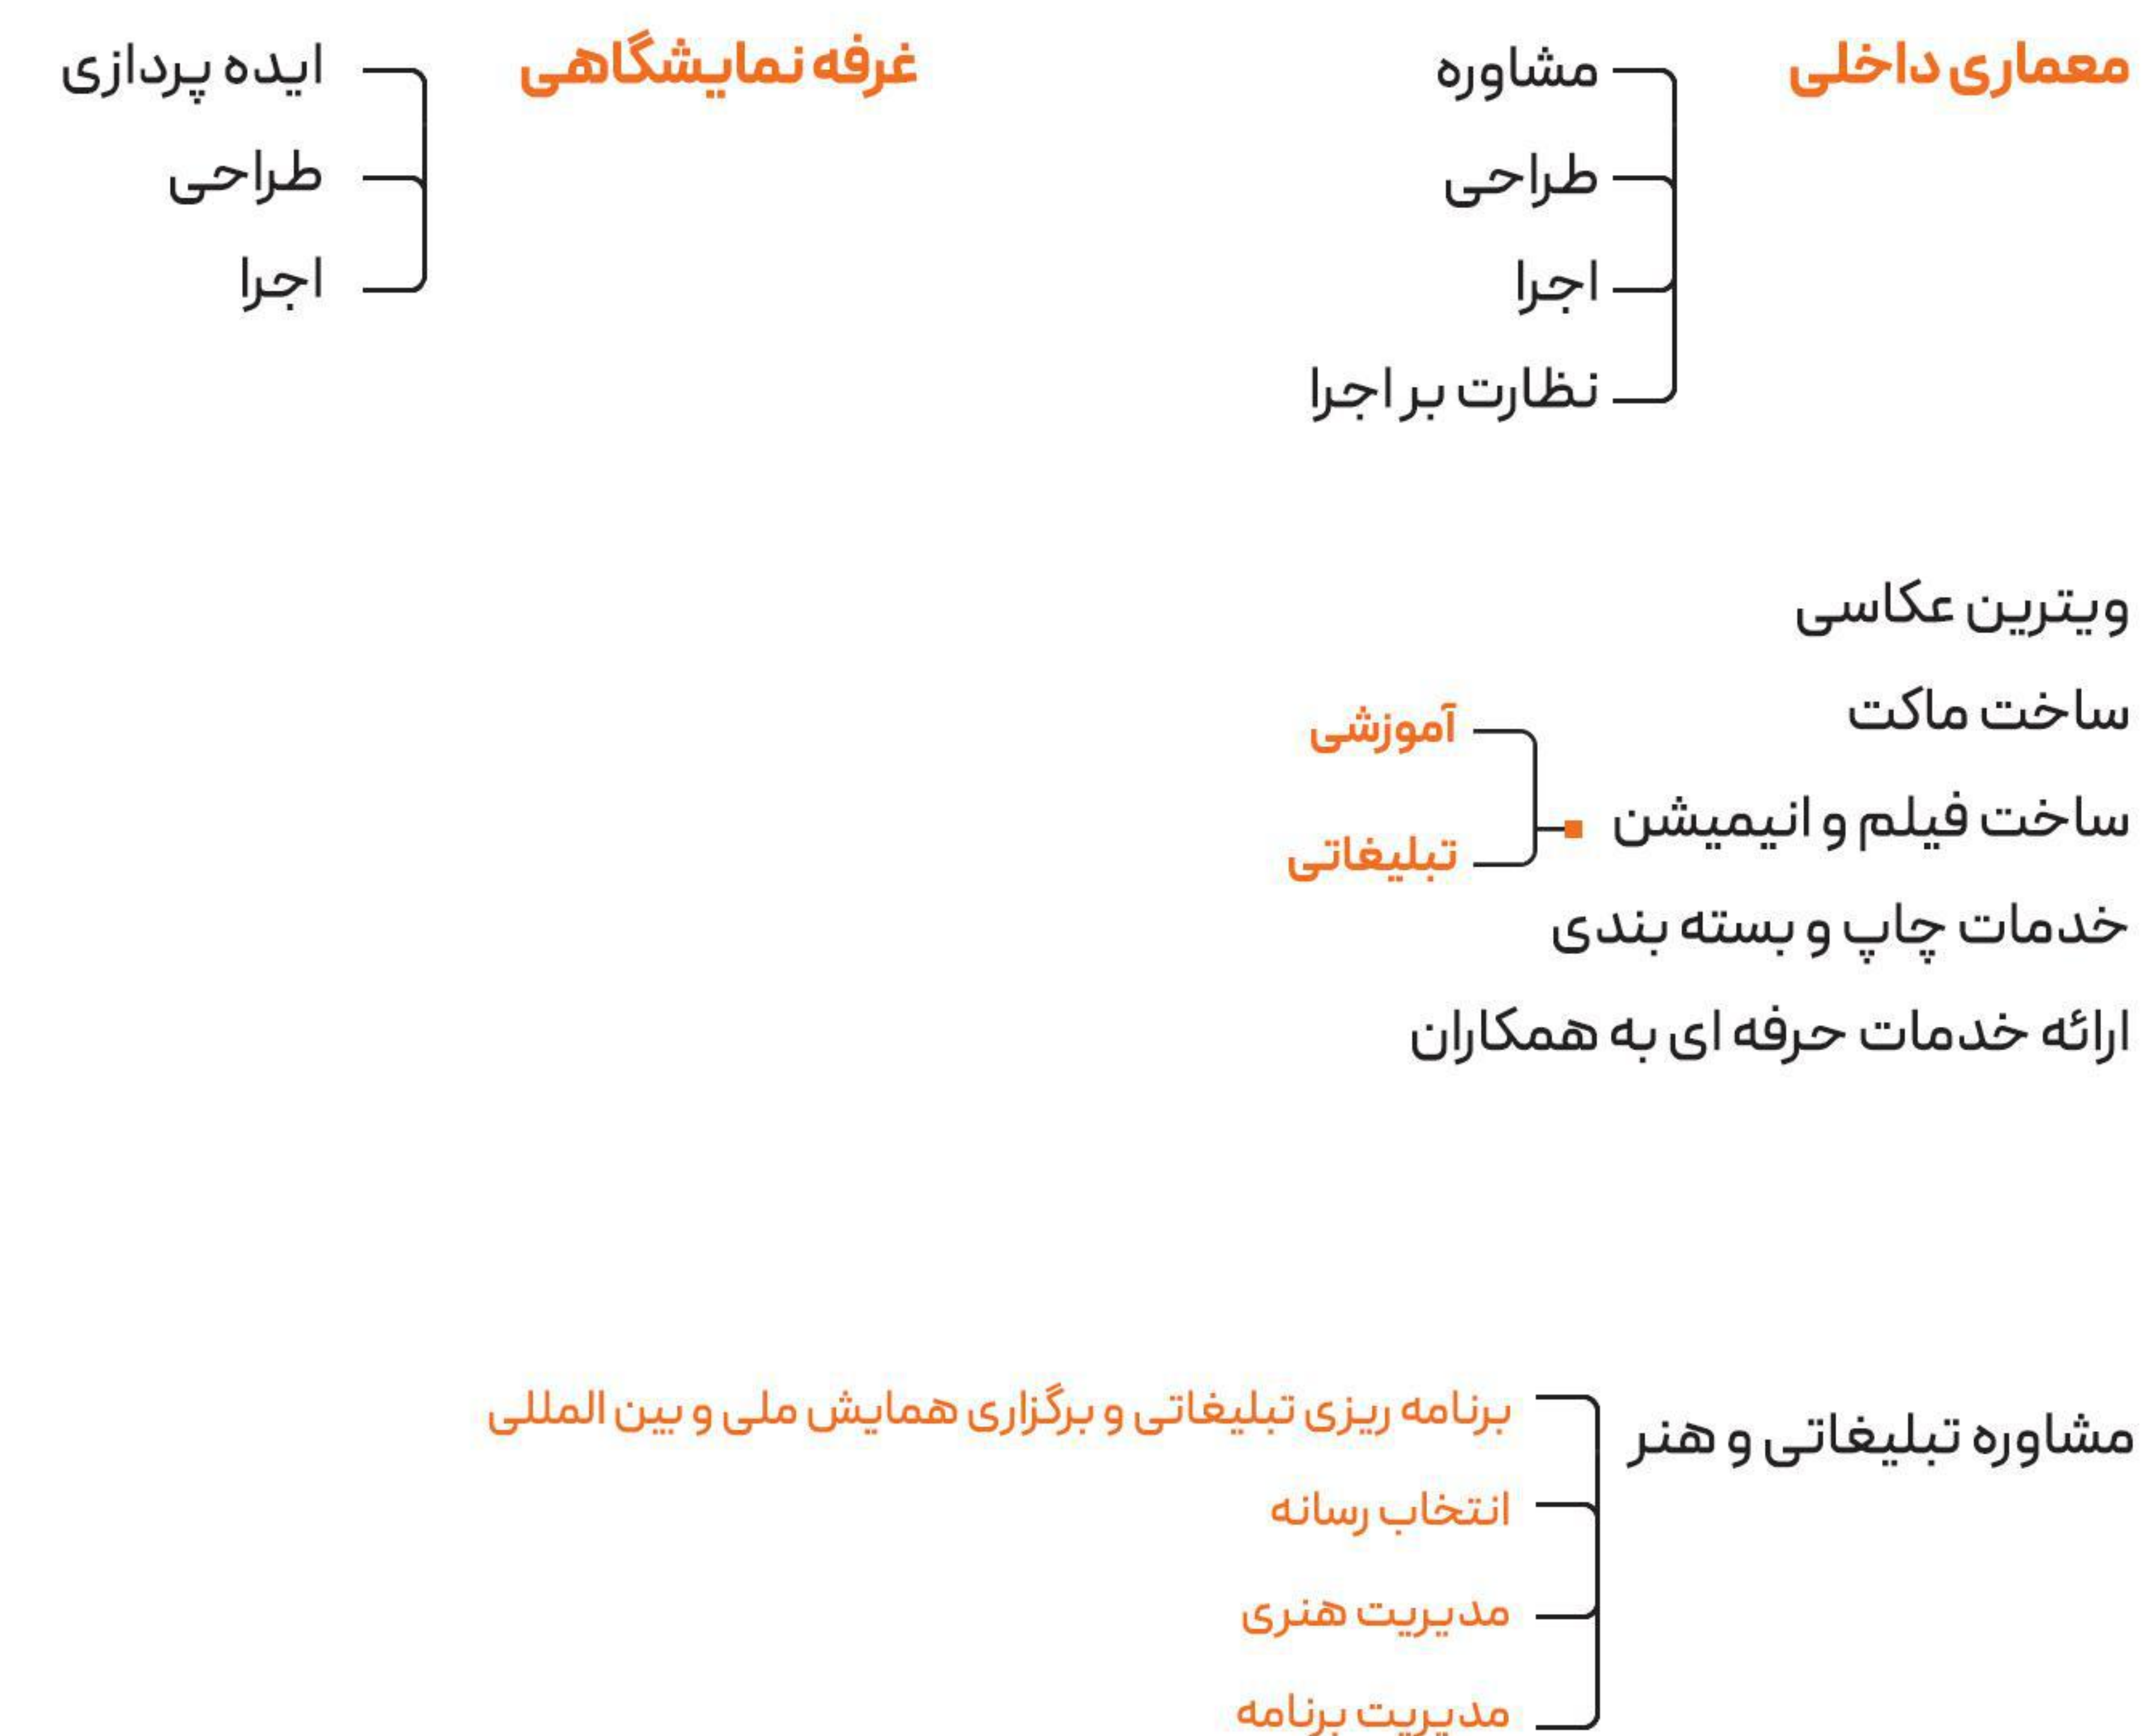 معماری داخلی
مشاوره
طراحی
اجرا
نظارت بر اجرا
غرفه نمایشگاهی
ایده پردازی
طراحی
اجرا
ویترین عکاسی
ساخت ماکت
ساخت فیلم و انیمیشن
آموزشی
تبلیغاتی
خدمات چاپ و بسته بندی
ارائه خدمات حرفه ای به همکاران
مشاوره تبلیغاتی و هنر
برنامه ریزی تبلیغاتی و برگزاری همایش ملی و بین المللی
انتخاب رسانه
مدیریت هنری
مدیریت برنامه